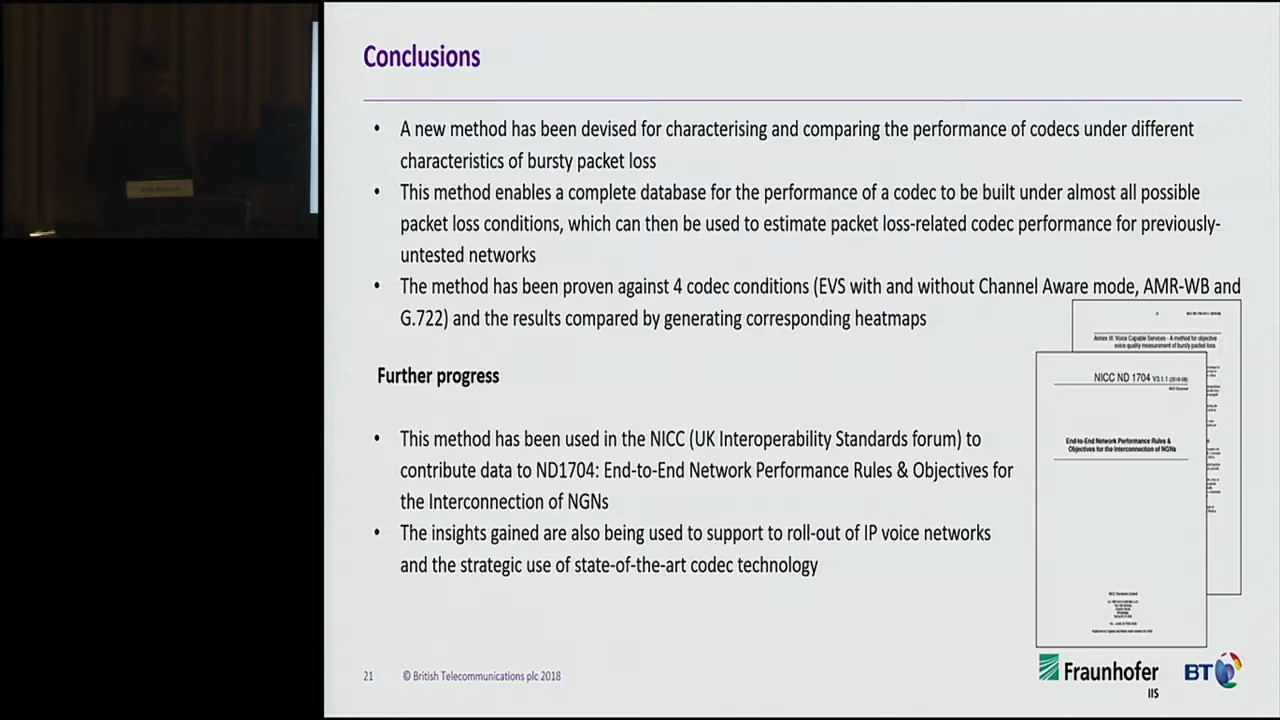 Conclusions
• A new method has been devised for characterising and comparing the performance of codecs under different
characteristics of bursty packet loss
• This method enables a complete database for the performance of a codec to be built under almost all possible
packet loss conditions, which can then be used to estimate packet loss-related codec performance for previously-
untested networks
• The method has been proven against 4 codec conditions (EVS with and without Channel Aware mode, AMR-WB and
G.722) and the results compared by generating corresponding heatmaps
Annex III: Voice Capable Services - A method for objective
voice quality measurement of bursty packet loss
Further progress
NICC ND 1704 V3.1.1
• This method has been used in the NICC (UK Interoperability Standards forum) to
contribute data to ND1704: End-to-End Network Performance Rules & Objectives for
the Interconnection of NGNs
End-to-End Network Performance Rules &
Objectives for the Interconnection of NGNs
• The insights gained are also being used to support to roll-out of IP voice networks
and the strategic use of state-of-the-art codec technology
21 © British Telecommunications plc 2018
Fraunhofer
IIS
BT